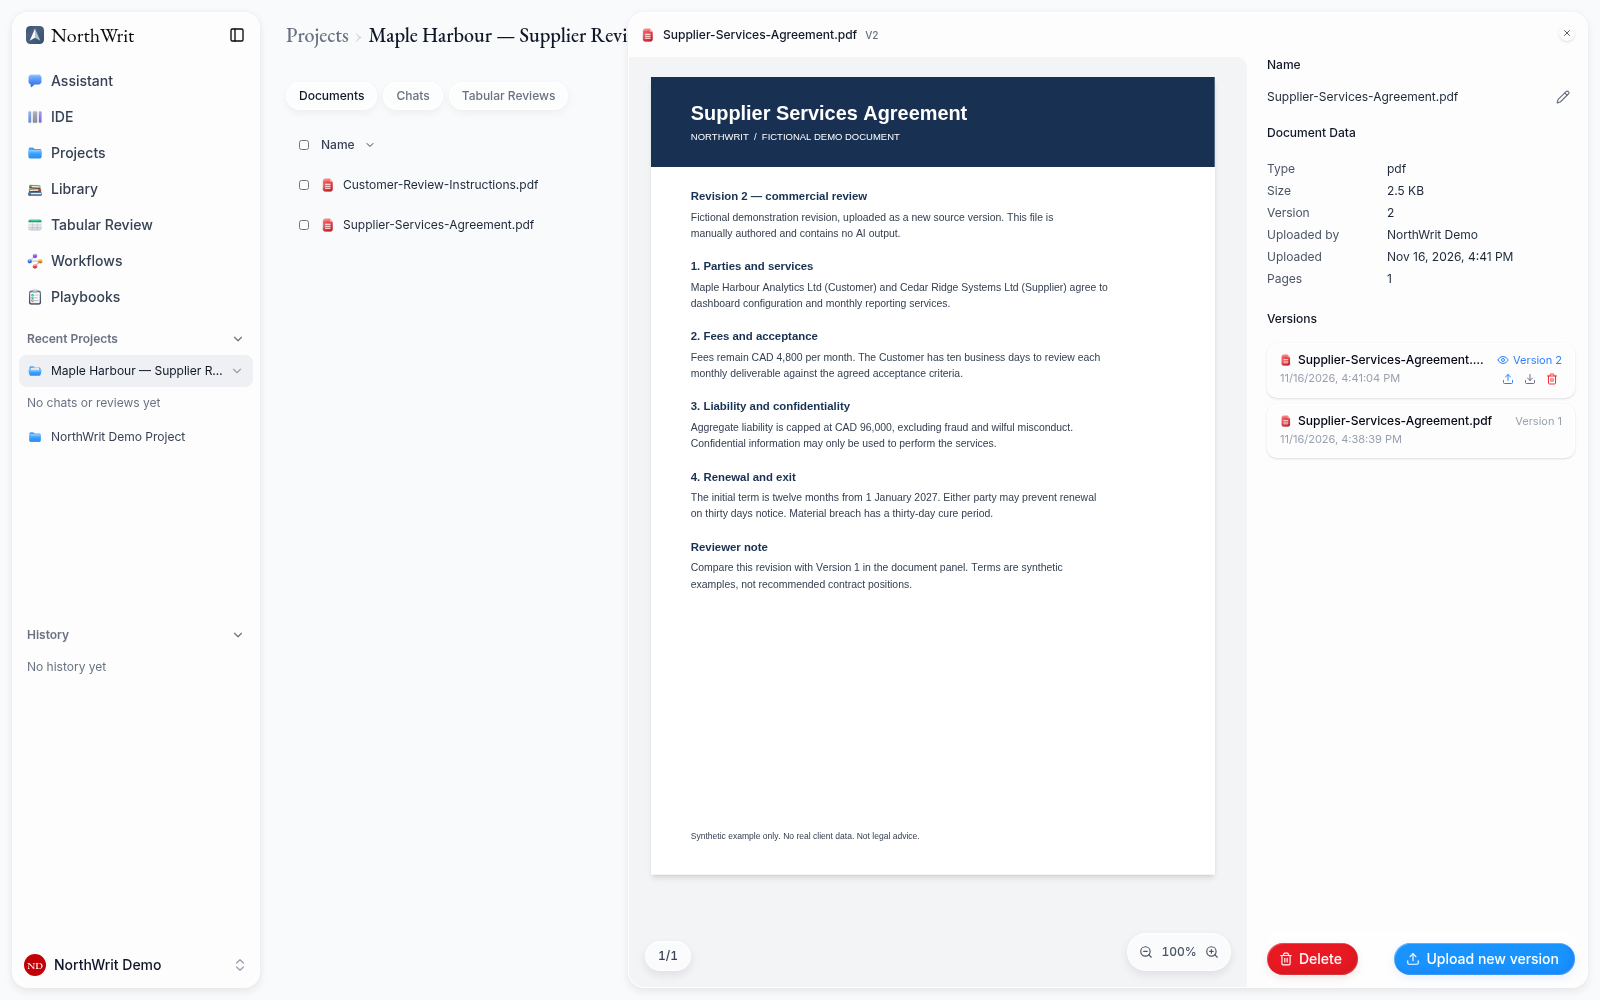 NorthWrit
Assistant
IDE
Projects
Library
Tabular Review
Workflows
Playbooks
Recent Projects
Maple Harbour — Supplier R...
No chats or reviews yet
NorthWrit Demo Project
History
No history yet
ND NorthWrit Demo
Projects › Maple Harbour — Supplier Revi
Documents Chats Tabular Reviews
Name
Customer-Review-Instructions.pdf
Supplier-Services-Agreement.pdf
Supplier-Services-Agreement.pdf V2
Supplier Services Agreement
NORTHWRIT / FICTIONAL DEMO DOCUMENT
Revision 2 — commercial review
Fictional demonstration revision, uploaded as a new source version. This file is
manually authored and contains no AI output.
1. Parties and services
Maple Harbour Analytics Ltd (Customer) and Cedar Ridge Systems Ltd (Supplier) agree to
dashboard configuration and monthly reporting services.
2. Fees and acceptance
Fees remain CAD 4,800 per month. The Customer has ten business days to review each
monthly deliverable against the agreed acceptance criteria.
3. Liability and confidentiality
Aggregate liability is capped at CAD 96,000, excluding fraud and wilful misconduct.
Confidential information may only be used to perform the services.
4. Renewal and exit
The initial term is twelve months from 1 January 2027. Either party may prevent renewal
on thirty days notice. Material breach has a thirty-day cure period.
Reviewer note
Compare this revision with Version 1 in the document panel. Terms are synthetic
examples, not recommended contract positions.
Synthetic example only. No real client data. Not legal advice.
1/1
100%
Name
Supplier-Services-Agreement.pdf
Document Data
Type pdf
Size 2.5 KB
Version 2
Uploaded by NorthWrit Demo
Uploaded Nov 16, 2026, 4:41 PM
Pages 1
Versions
Supplier-Services-Agreement.... Version 2
11/16/2026, 4:41:04 PM
Supplier-Services-Agreement.pdf Version 1
11/16/2026, 4:38:39 PM
Delete
Upload new version